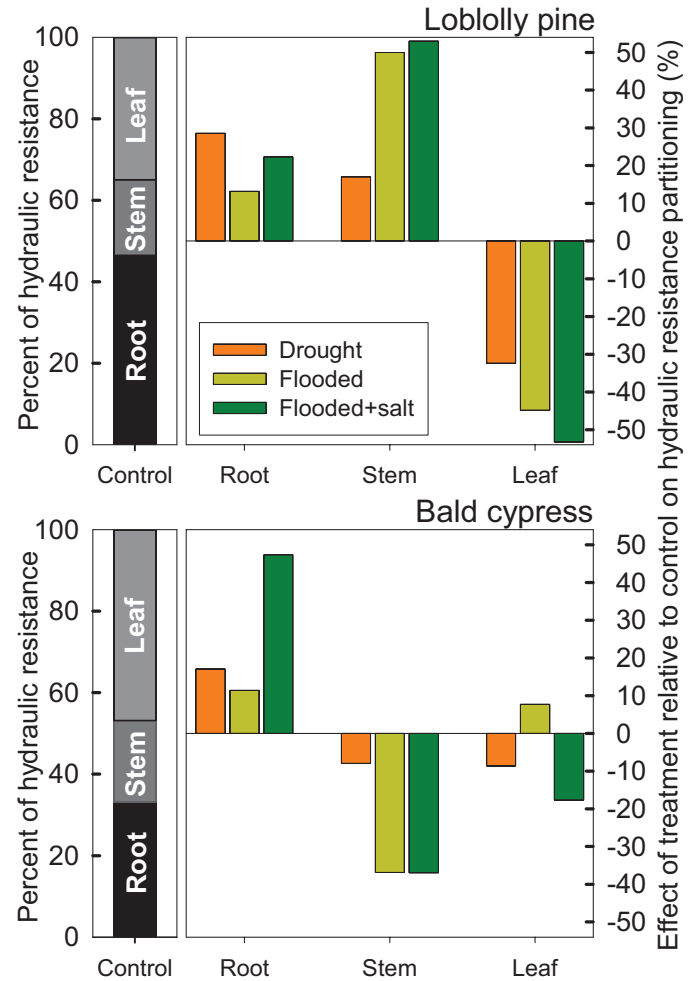 Loblolly pine
Percent of hydraulic resistance
100
80
60
40
20
0
Leaf
Stem
Root
Control
Drought
Flooded
Flooded+salt
Root
Stem
Leaf
50
40
30
20
10
0
-10
-20
-30
-40
-50
Effect of treatment relative to control on hydraulic resistance partitioning (%)
Bald cypress
Percent of hydraulic resistance
100
80
60
40
20
0
Leaf
Stem
Root
Control
Root
Stem
Leaf
50
40
30
20
10
0
-10
-20
-30
-40
-50